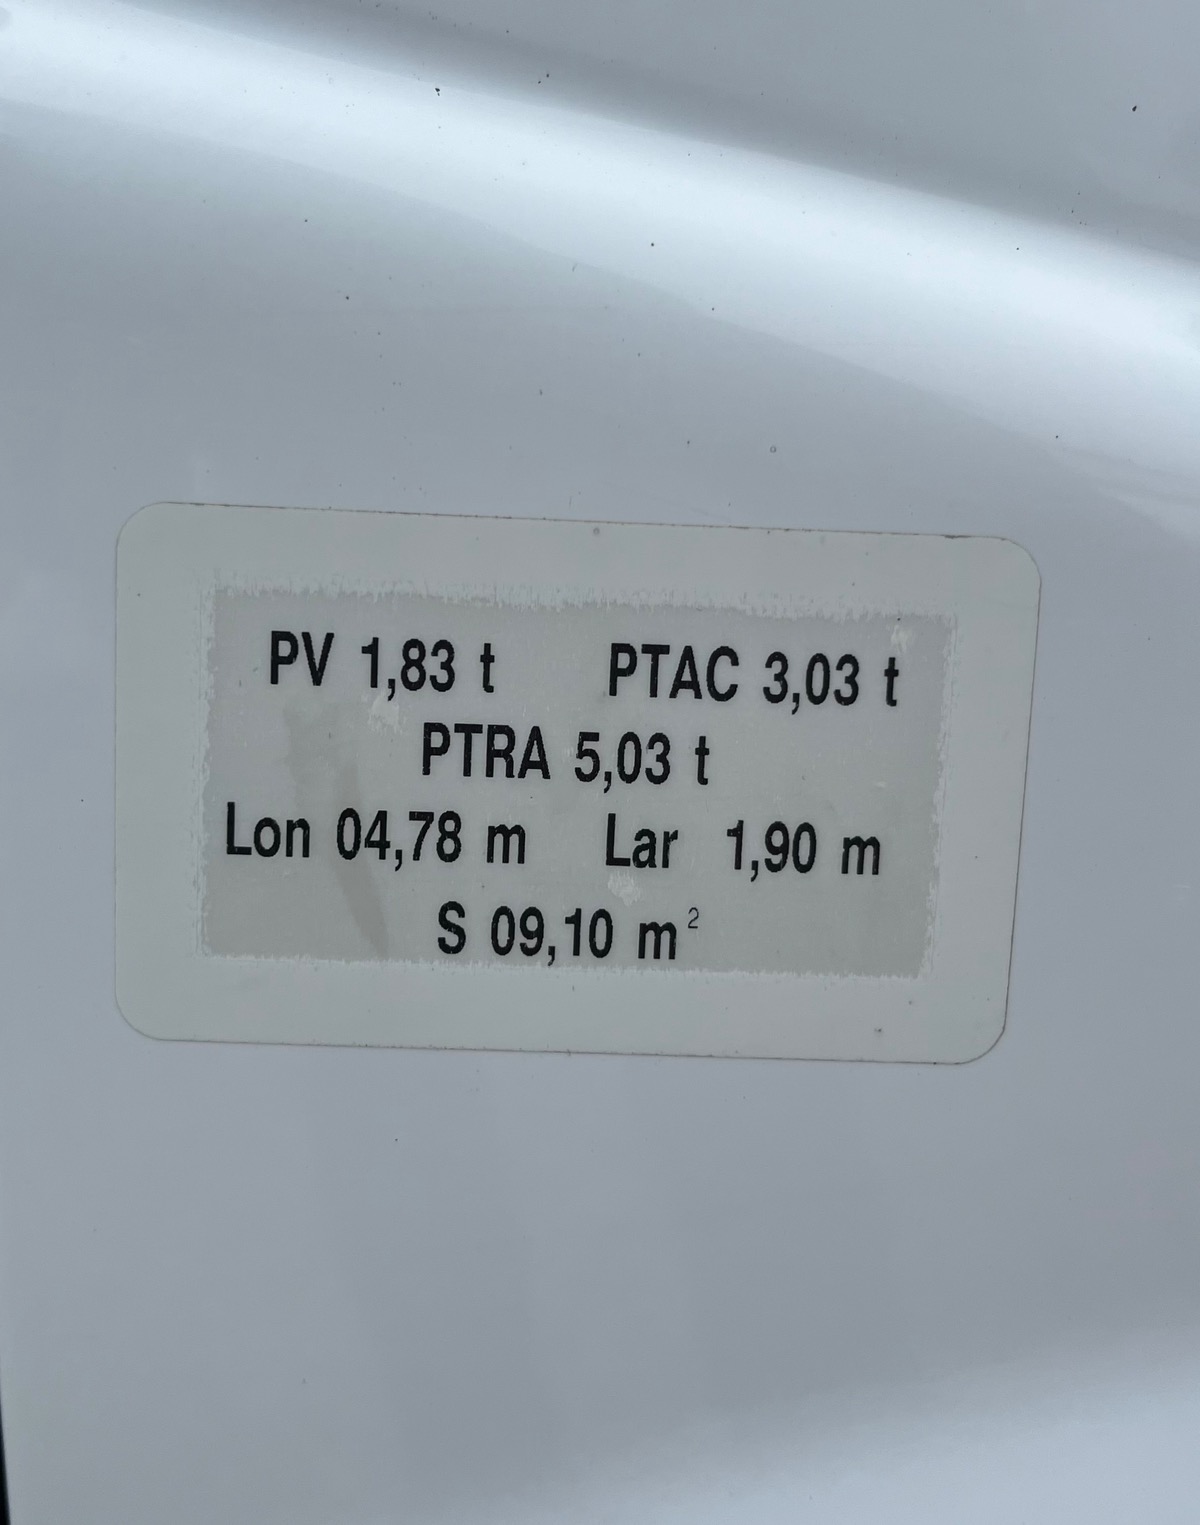 PV 1,83 t PTAC 3,03 t
PTRA 5,03 t
Lon 04,78 m Lar 1,90 m
S 09,10 m²